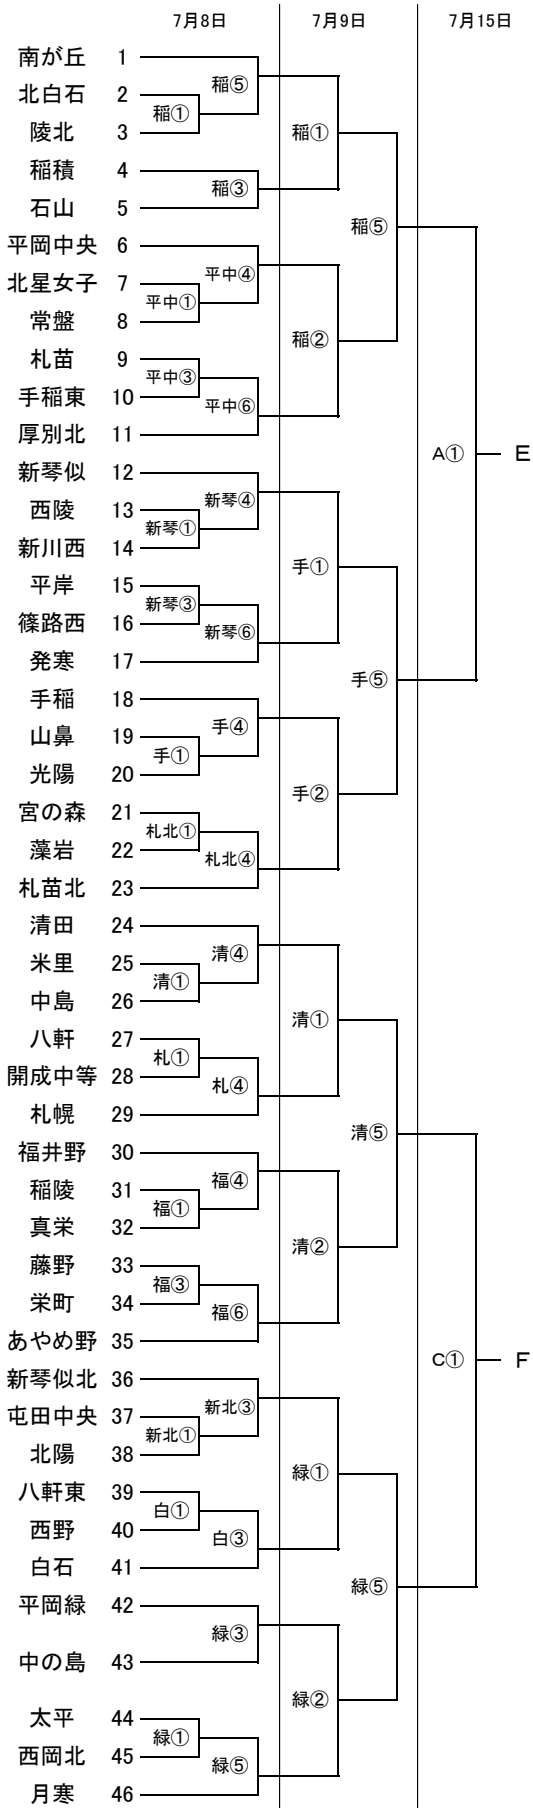 7月8日 7月9日 7月15日
南が丘 1
稲⑤
北白石 2
稲①
陵北 3
稲①
稲積 4
稲③
石山 5
稲⑤
平岡中央 6
平中④
北星女子 7
平中①
常盤 8
稲②
札苗 9
平中③
手稲東 10
平中⑥
厚別北 11
A① E
新琴似 12
新琴④
西陵 13
新琴①
新川西 14
手①
平岸 15
新琴③
篠路西 16
新琴⑥
発寒 17
手⑤
手稲 18
手④
山鼻 19
手①
光陽 20
手②
宮の森 21
札北①
藻岩 22
札北④
札苗北 23
清田 24
清④
米里 25
清①
中島 26
清①
八軒 27
札①
開成中等 28
札④
札幌 29
清⑤
福井野 30
福④
稲陵 31
福①
真栄 32
清②
藤野 33
福③
栄町 34
福⑥
あやめ野 35
C① F
新琴似北 36
新北③
屯田中央 37
新北①
北陽 38
緑①
八軒東 39
白①
西野 40
白③
白石 41
緑⑤
平岡緑 42
緑③
中の島 43
緑②
太平 44
緑①
西岡北 45
緑⑤
月寒 46